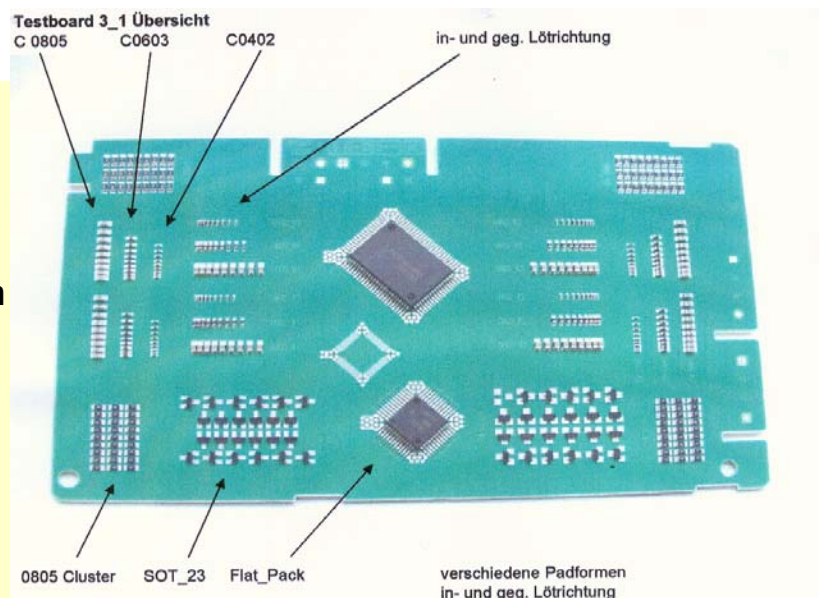 Testboard 3_1 Übersicht
C 0805 C0603 C0402 in- und geg. Lötrichtung
n
0805 Cluster SOT_23 Flat_Pack verschiedene Padformen
in- und geg. Lötrichtung